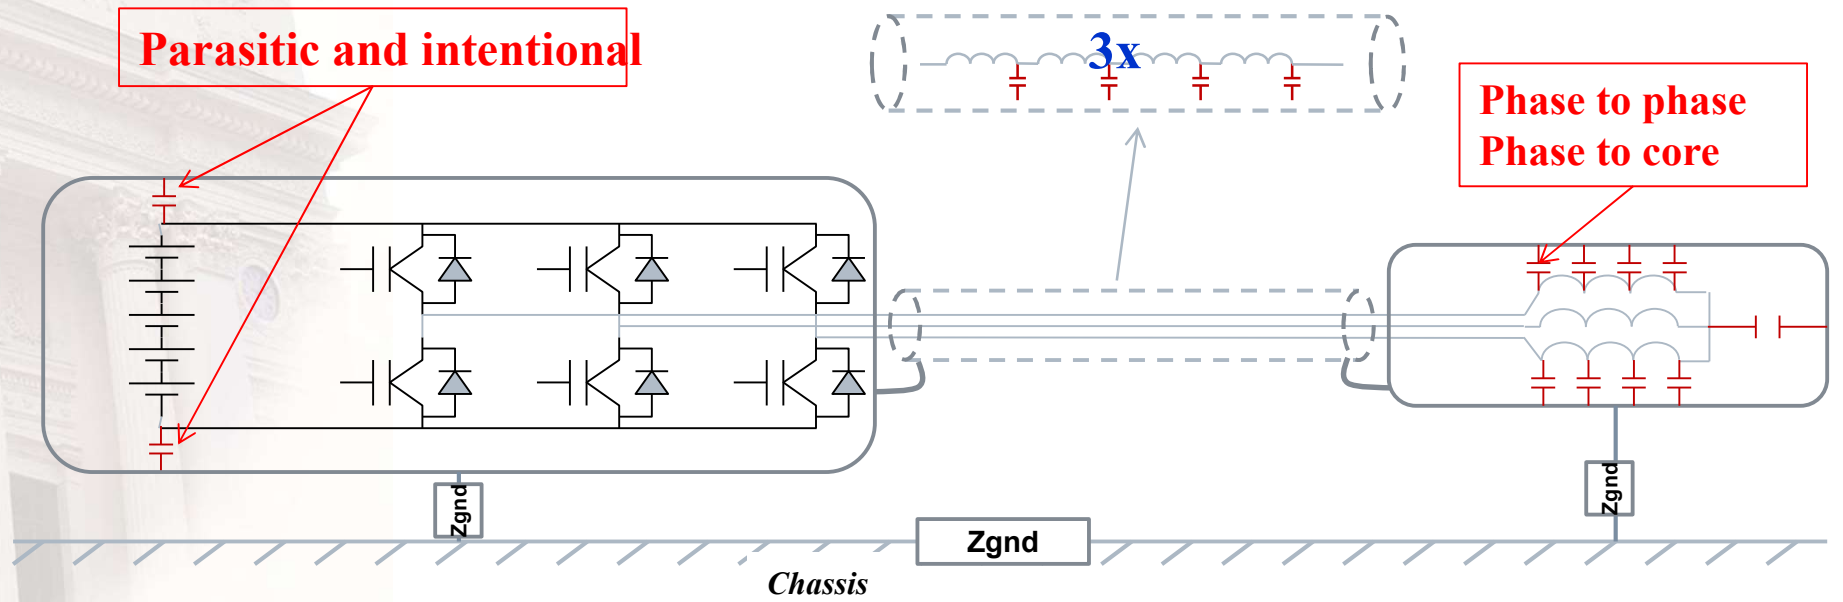 Parasitic and intentional
3x
Phase to phase
Phase to core
Zgnd
Zgnd
Zgnd
Chassis